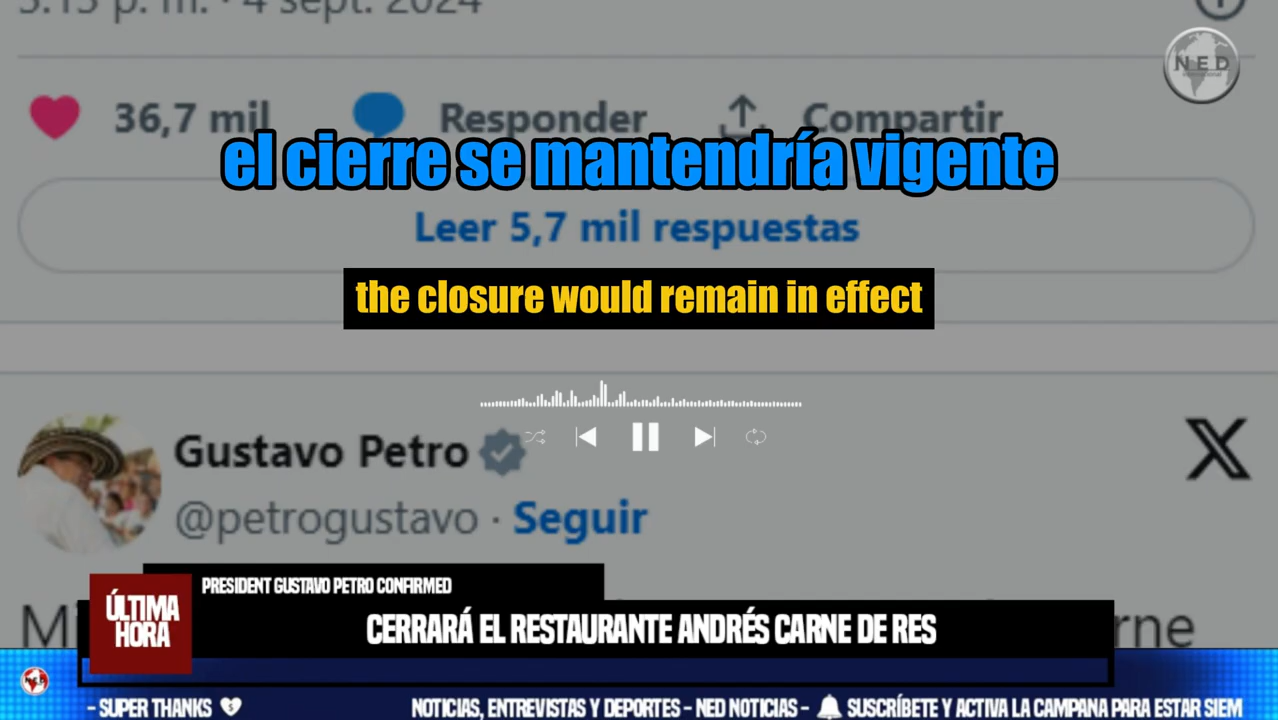 5:15 p. m. · 4 sept. 2024
NED
36,7 mil
Responder
Compartir
el cierre se mantendría vigente
Leer 5,7 mil respuestas
the closure would remain in effect
Gustavo Petro
@petrogustavo · Seguir
PRESIDENT GUSTAVO PETRO CONFIRMED
ÚLTIMA
HORA
CERRARÁ EL RESTAURANTE ANDRÉS CARNE DE RES
- SUPER THANKS
NOTICIAS, ENTREVISTAS Y DEPORTES - NED NOTICIAS -
SUSCRÍBETE Y ACTIVA LA CAMPANA PARA ESTAR SIEM